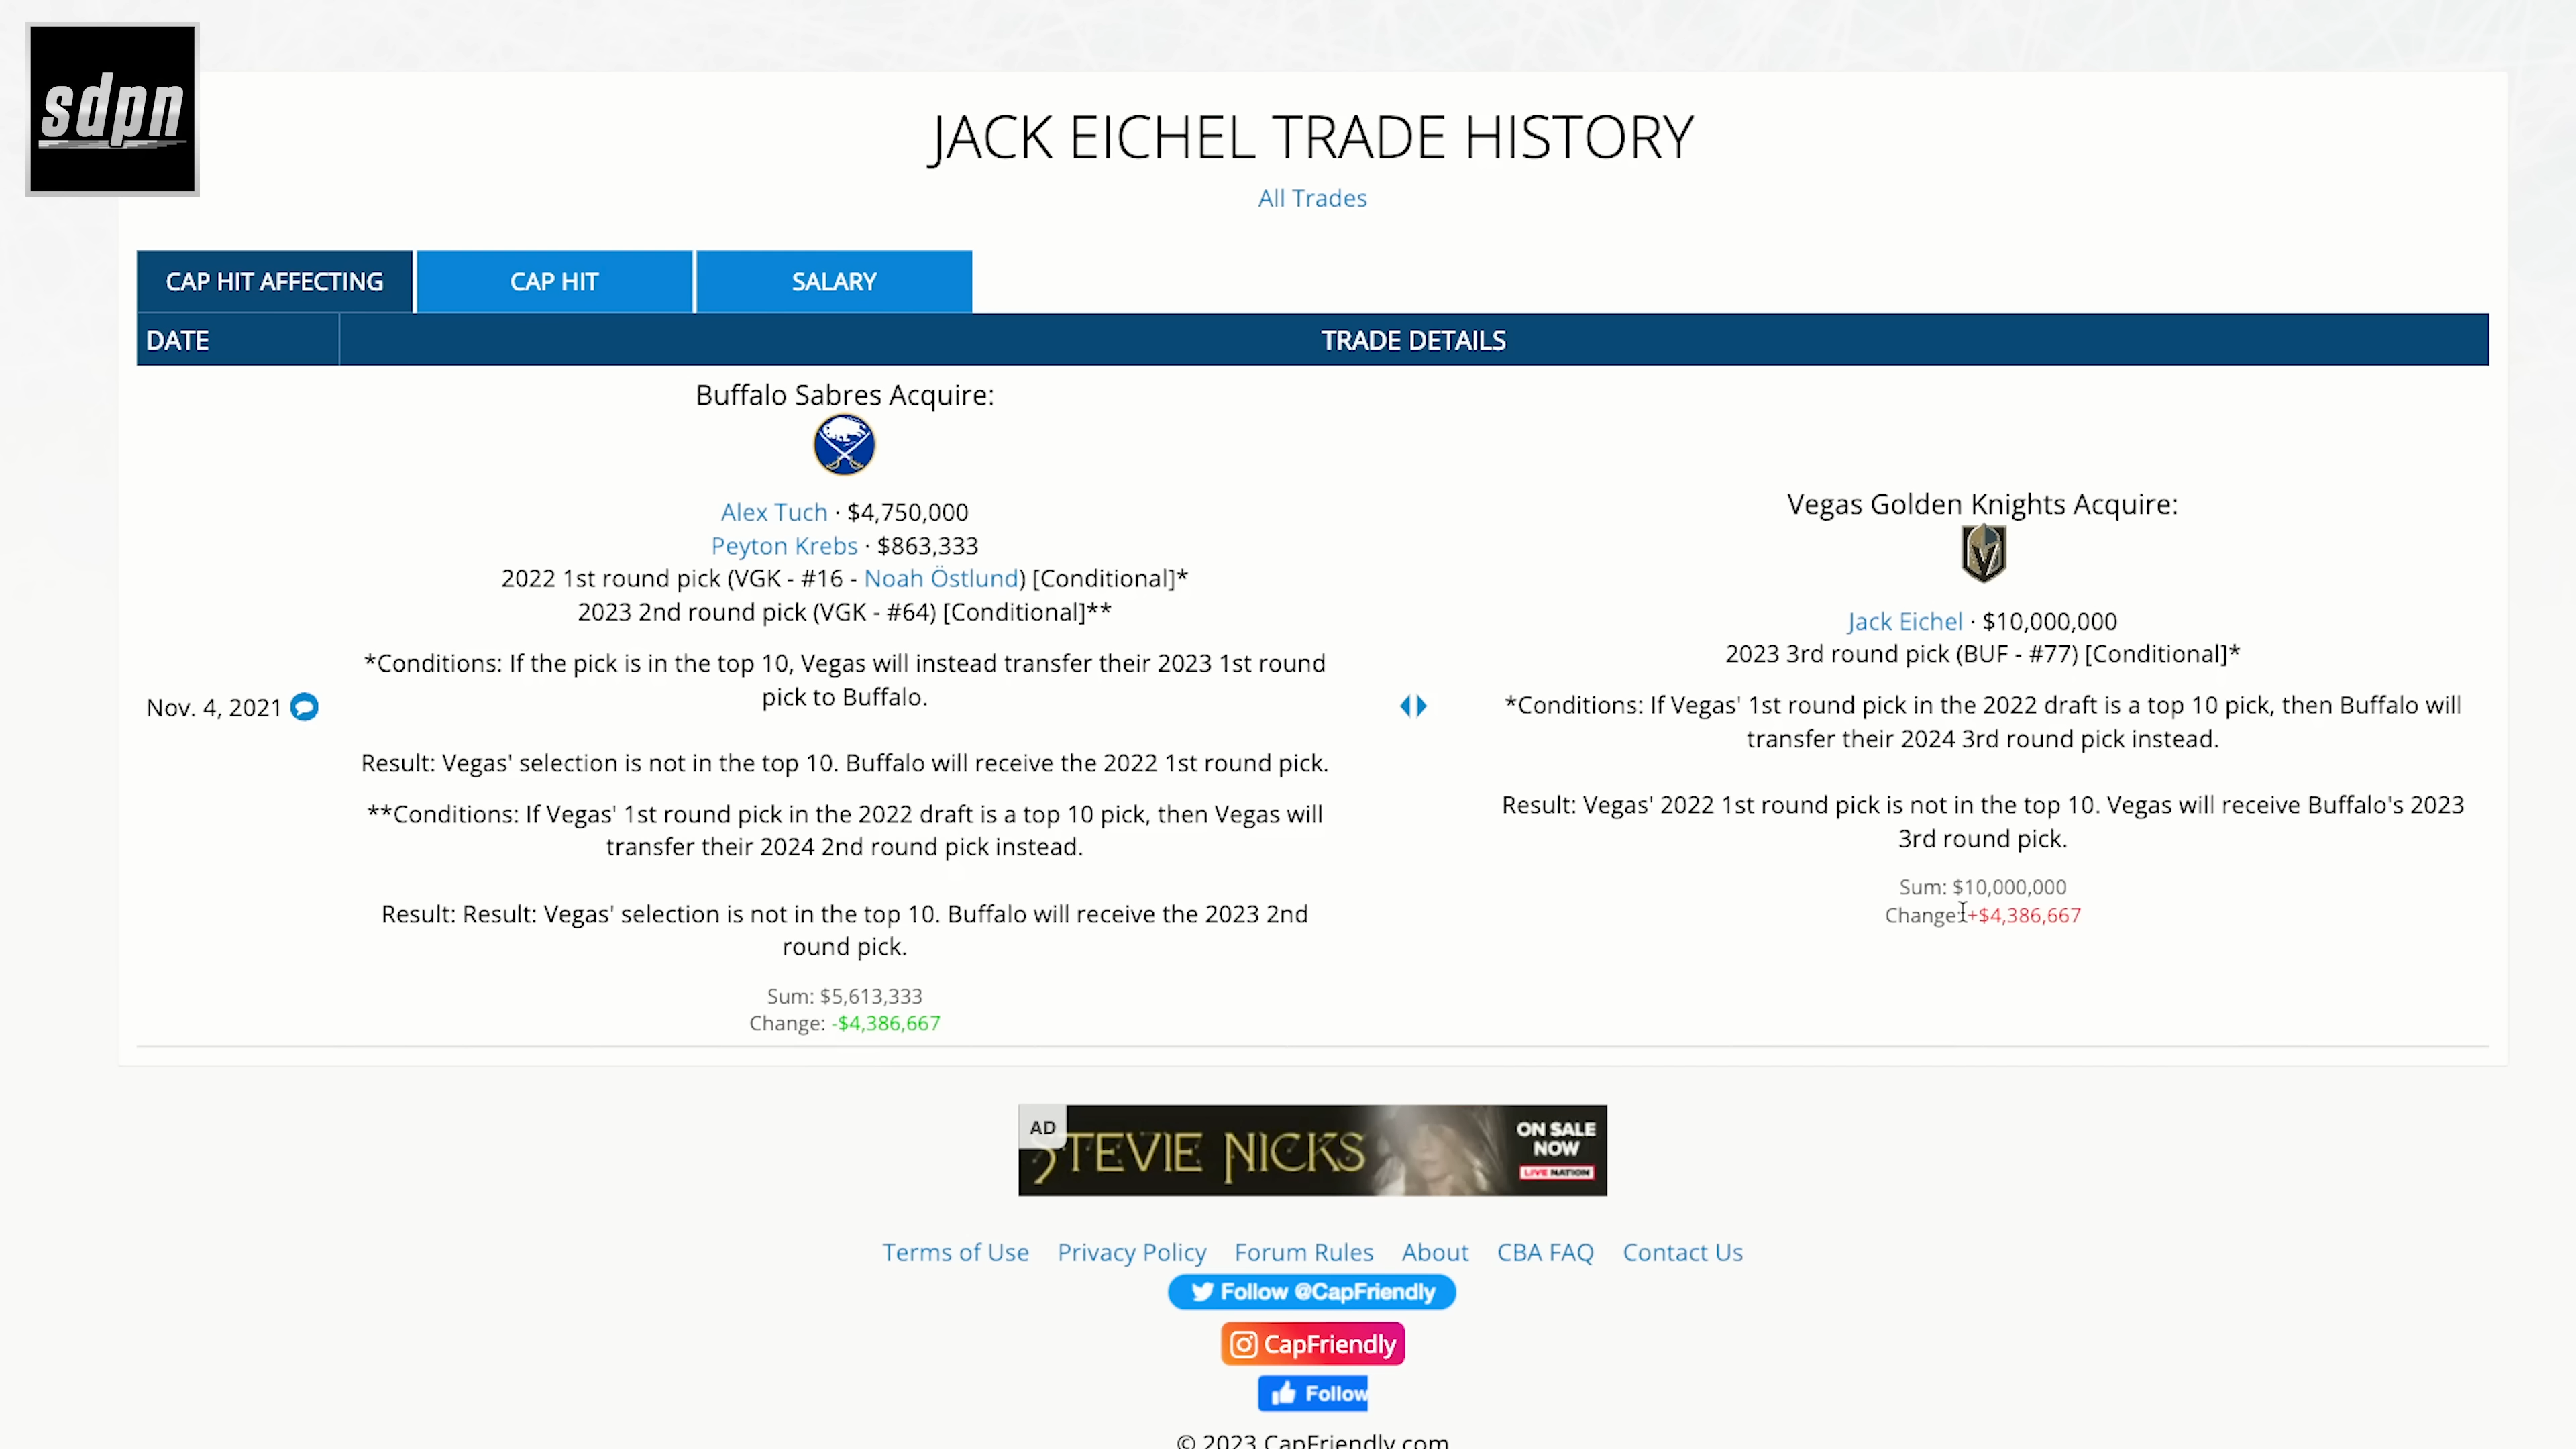 sdpn
JACK EICHEL TRADE HISTORY
All Trades
CAP HIT AFFECTING
CAP HIT
SALARY
DATE
TRADE DETAILS
Buffalo Sabres Acquire:
Alex Tuch · $4,750,000
Peyton Krebs · $863,333
2022 1st round pick (VGK - #16 - Noah Östlund) [Conditional]*
2023 2nd round pick (VGK - #64) [Conditional]**
*Conditions: If the pick is in the top 10, Vegas will instead transfer their 2023 1st round
pick to Buffalo.
Nov. 4, 2021
Result: Vegas' selection is not in the top 10. Buffalo will receive the 2022 1st round pick.
**Conditions: If Vegas' 1st round pick in the 2022 draft is a top 10 pick, then Vegas will
transfer their 2024 2nd round pick instead.
Result: Result: Vegas' selection is not in the top 10. Buffalo will receive the 2023 2nd
round pick.
Sum: $5,613,333
Change: -$4,386,667
Vegas Golden Knights Acquire:
Jack Eichel · $10,000,000
2023 3rd round pick (BUF - #77) [Conditional]*
*Conditions: If Vegas' 1st round pick in the 2022 draft is a top 10 pick, then Buffalo will
transfer their 2024 3rd round pick instead.
Result: Vegas' 2022 1st round pick is not in the top 10. Vegas will receive Buffalo's 2023
3rd round pick.
Sum: $10,000,000
Change: +$4,386,667
AD
STEVIE NICKS
ON SALE
NOW
LIVE NATION
Terms of Use Privacy Policy Forum Rules About CBA FAQ Contact Us
Follow @CapFriendly
CapFriendly
Follow
© 2023 CapFriendly.com